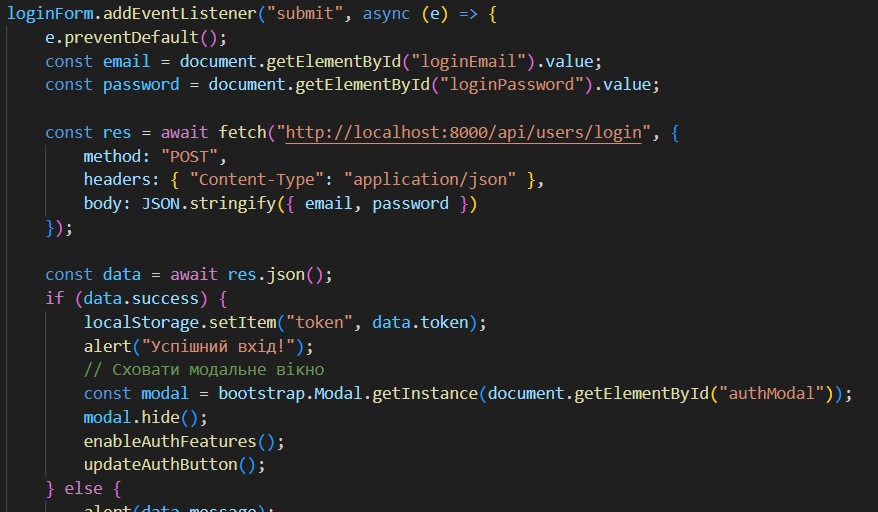 loginForm.addEventListener("submit", async (e) => {
    e.preventDefault();
    const email = document.getElementById("loginEmail").value;
    const password = document.getElementById("loginPassword").value;

    const res = await fetch("http://localhost:8000/api/users/login", {
        method: "POST",
        headers: { "Content-Type": "application/json" },
        body: JSON.stringify({ email, password })
    });

    const data = await res.json();
    if (data.success) {
        localStorage.setItem("token", data.token);
        alert("Успішний вхід!");
        // Сховати модальне вікно
        const modal = bootstrap.Modal.getInstance(document.getElementById("authModal"));
        modal.hide();
        enableAuthFeatures();
        updateAuthButton();
    } else {
        alert(data.message);